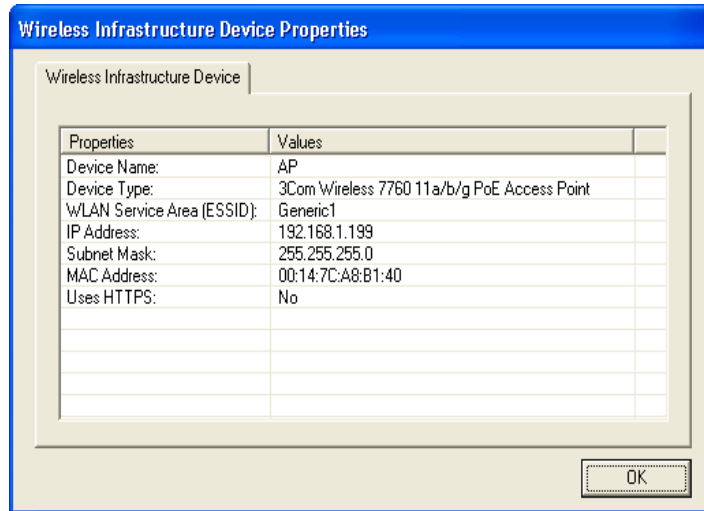 Wireless Infrastructure Device Properties
Wireless Infrastructure Device
Properties Values
Device Name: AP
Device Type: 3Com Wireless 7760 11a/b/g PoE Access Point
WLAN Service Area (ESSID): Generic1
IP Address: 192.168.1.199
Subnet Mask: 255.255.255.0
MAC Address: 00:14:7C:A8:B1:40
Uses HTTPS: No
OK